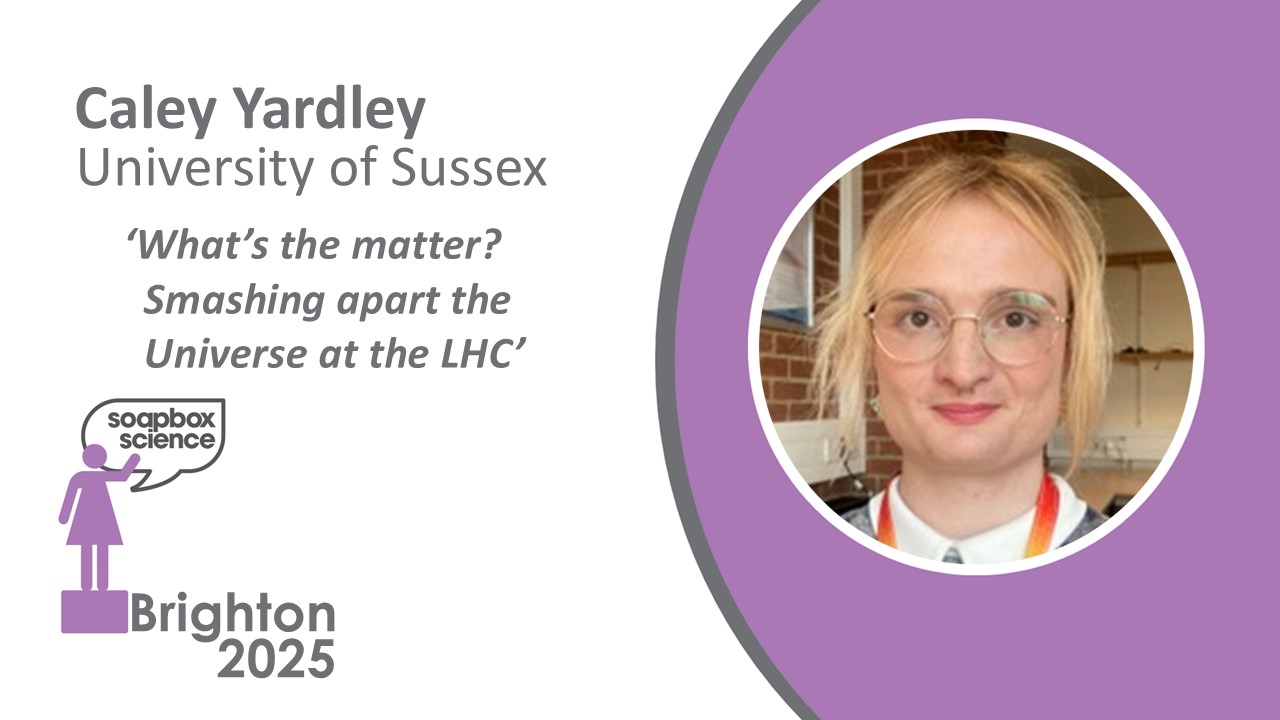 Caley Yardley
University of Sussex
‘What’s the matter?
Smashing apart the
Universe at the LHC’
soapbox
science
Brighton
2025